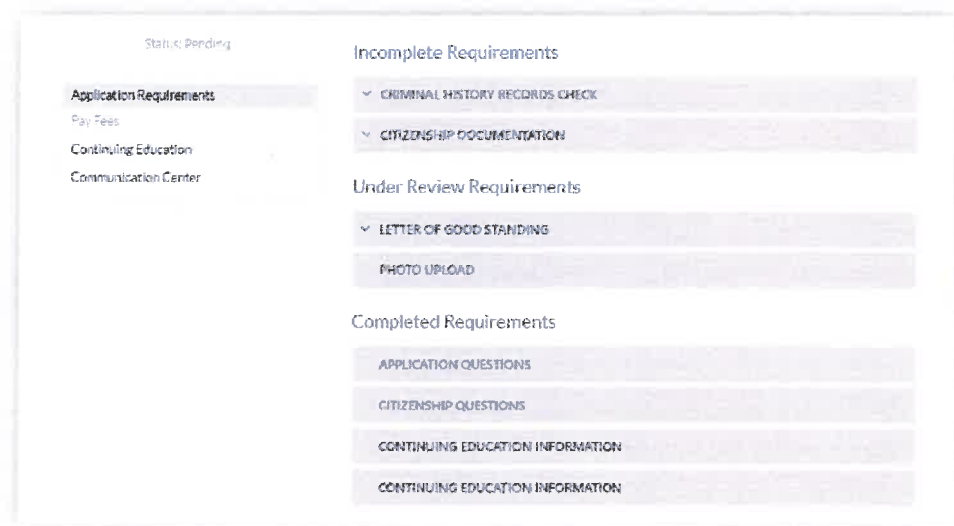 Status: Pending
Application Requirements
Pay Fees
Continuing Education
Communication Center
Incomplete Requirements
CRIMINAL HISTORY RECORDS CHECK
CITIZENSHIP DOCUMENTATION
Under Review Requirements
LETTER OF GOOD STANDING
PHOTO UPLOAD
Completed Requirements
APPLICATION QUESTIONS
CITIZENSHIP QUESTIONS
CONTINUING EDUCATION INFORMATION
CONTINUING EDUCATION INFORMATION